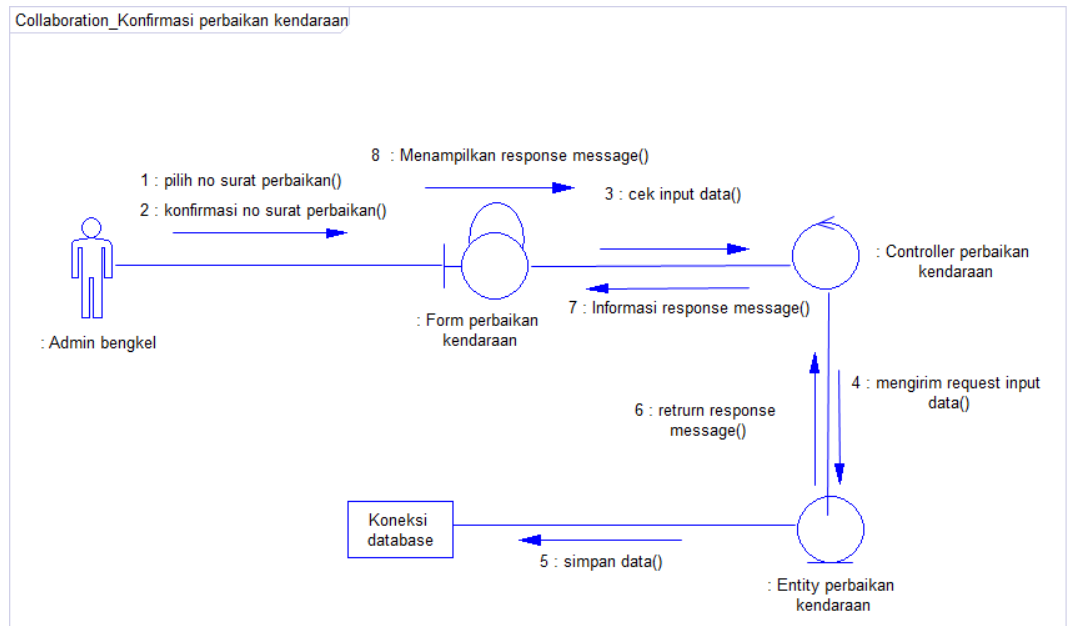 Collaboration_Konfirmasi perbaikan kendaraan
8 : Menampilkan response message()
1 : pilih no surat perbaikan()
2 : konfirmasi no surat perbaikan()
3 : cek input data()
: Controller perbaikan
kendaraan
7 : Informasi response message()
: Form perbaikan
kendaraan
: Admin bengkel
4 : mengirim request input
data()
6 : retrurn response
message()
Koneksi
database
5 : simpan data()
: Entity perbaikan
kendaraan